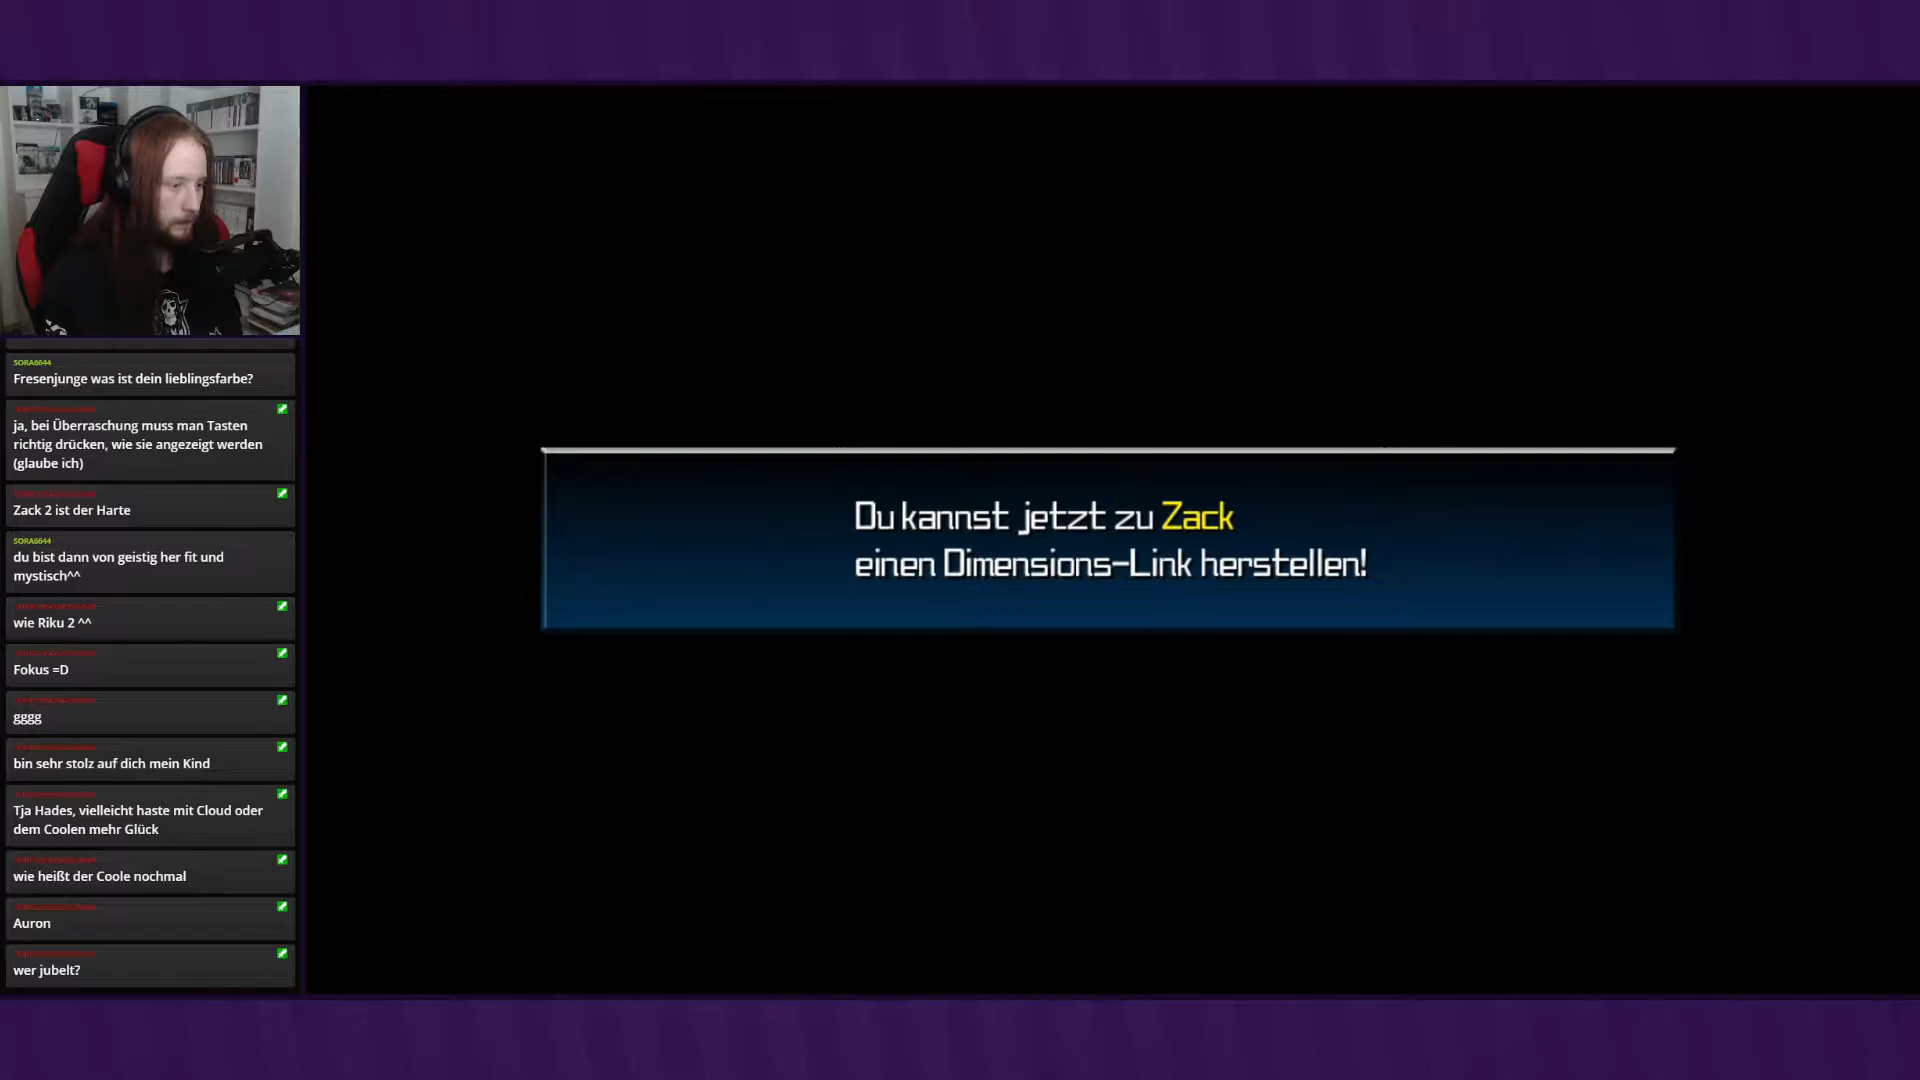 SORA6644
Fresenjunge was ist dein lieblingsfarbe?
ja, bei Überraschung muss man Tasten
richtig drücken, wie sie angezeigt werden
(glaube ich)
Zack 2 ist der Harte
SORA6644
du bist dann von geistig her fit und
mystisch^^
wie Riku 2 ^^
Fokus =D
gggg
bin sehr stolz auf dich mein Kind
Tja Hades, vielleicht haste mit Cloud oder
dem Coolen mehr Glück
wie heißt der Coole nochmal
Auron
wer jubelt?
Du kannst jetzt zu Zack
einen Dimensions-Link herstellen!